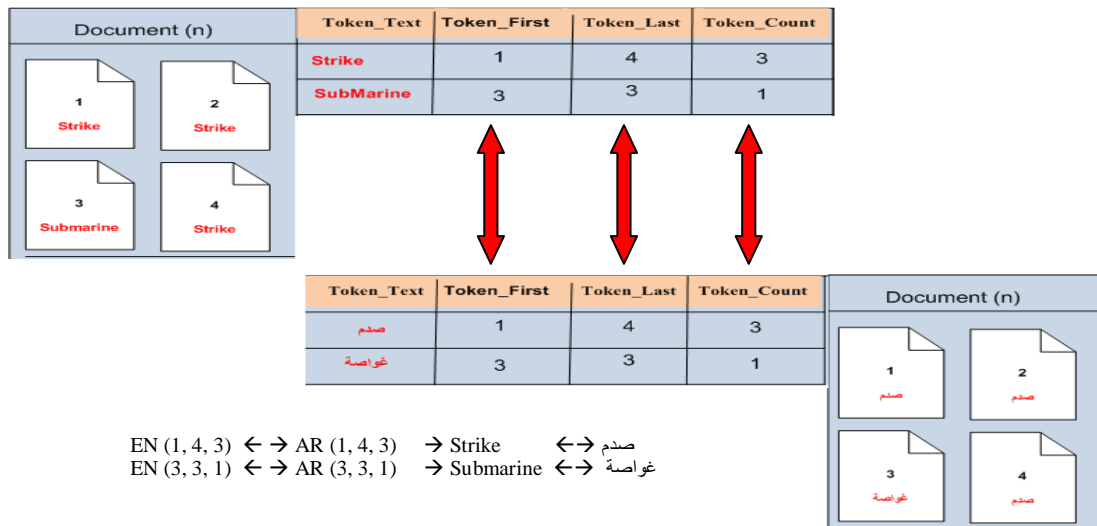 Document (n)
1
Strike
2
Strike
3
Submarine
4
Strike
Token_Text Token_First Token_Last Token_Count
Strike 1 4 3
SubMarine 3 3 1
Token_Text Token_First Token_Last Token_Count
صدم 1 4 3
غواصة 3 3 1
Document (n)
1
صدم
2
صدم
3
غواصة
4
صدم
EN (1, 4, 3) ← → AR (1, 4, 3) → Strike ←→ صدم
EN (3, 3, 1) ← → AR (3, 3, 1) → Submarine ←→ غواصة